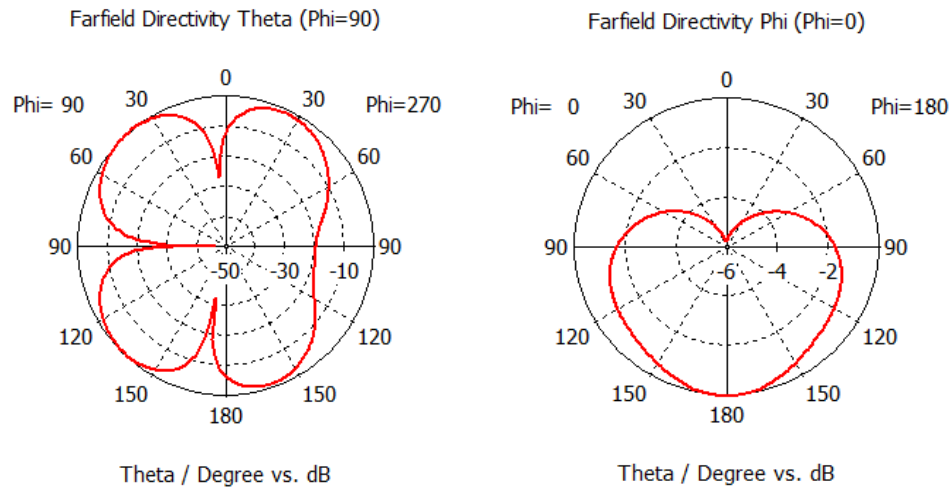 Farfield Directivity Theta (Phi=90)
0
Phi= 90 30 30 Phi=270
60 60
90 90
-50 -30 -10
120 120
150 150
180
Theta / Degree vs. dB
Farfield Directivity Phi (Phi=0)
0
Phi= 0 30 30 Phi=180
60 60
90 90
-6 -4 -2
120 120
150 150
180
Theta / Degree vs. dB